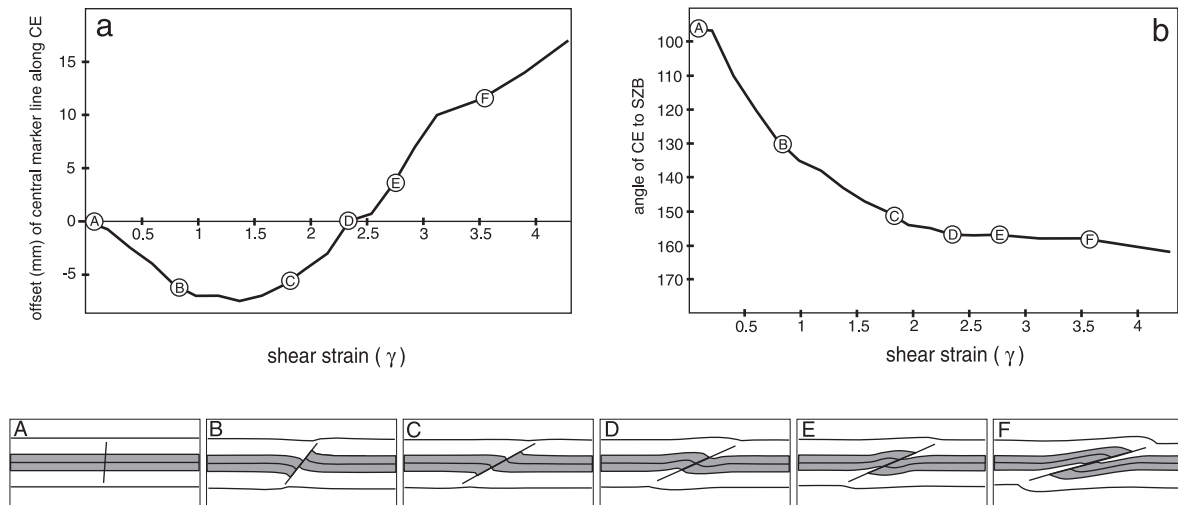 a
offset (mm) of central marker line along CE
15
10
5
0
-5
0.5 1 1.5 2 2.5 3 3.5 4
A B C D E F
shear strain ( γ )
b
angle of CE to SZB
100
110
120
130
140
150
160
170
0.5 1 1.5 2 2.5 3 3.5 4
A B C D E F
shear strain ( γ )
A B C D E F